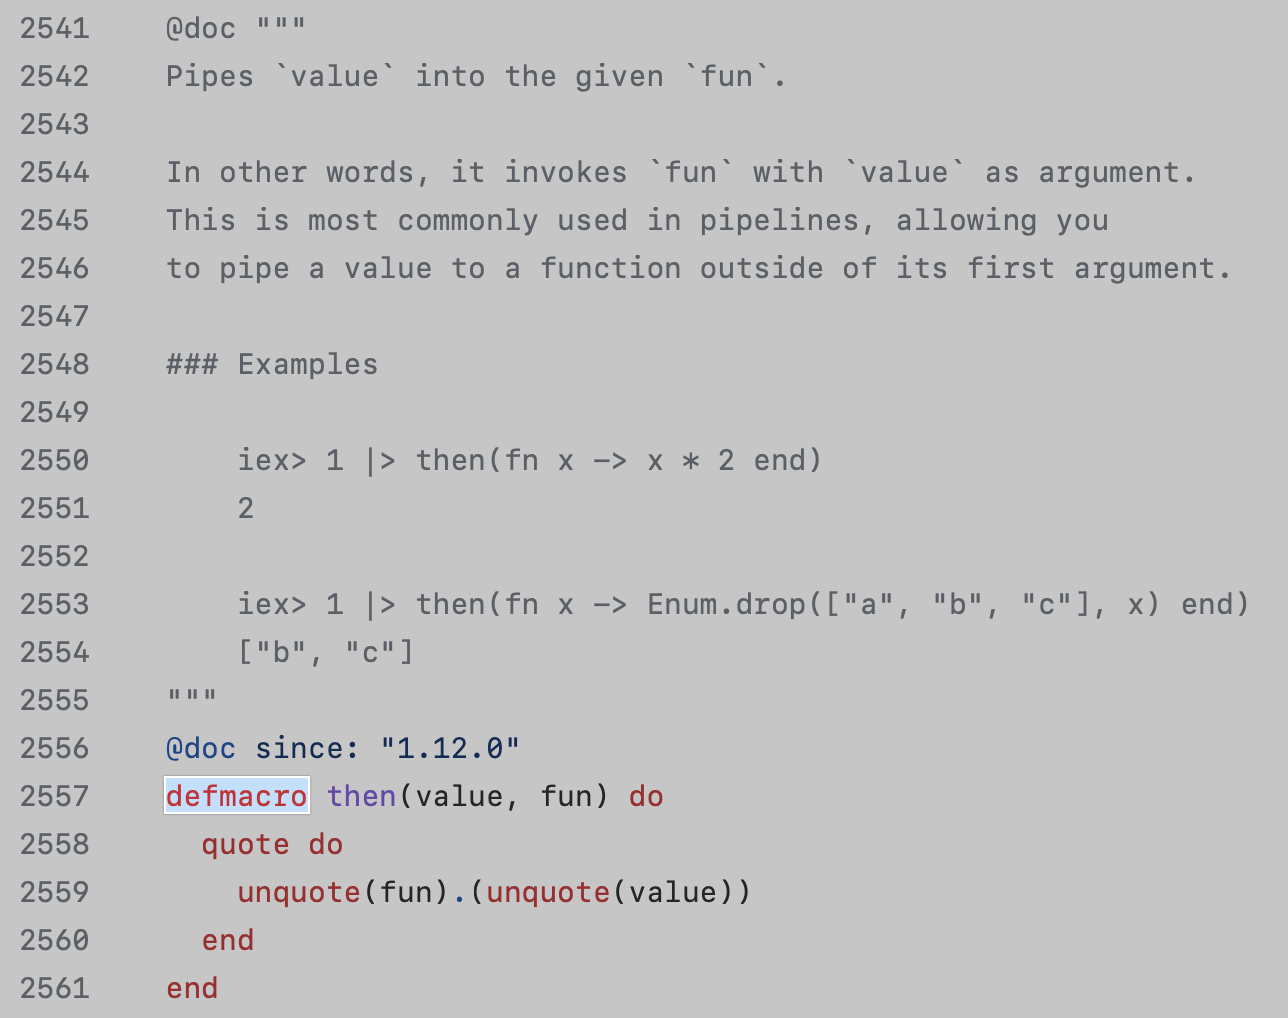 2541 @doc """
2542 Pipes `value` into the given `fun`.
2543
2544 In other words, it invokes `fun` with `value` as argument.
2545 This is most commonly used in pipelines, allowing you
2546 to pipe a value to a function outside of its first argument.
2547
2548 ### Examples
2549
2550     iex> 1 |> then(fn x -> x * 2 end)
2551     2
2552
2553     iex> 1 |> then(fn x -> Enum.drop(["a", "b", "c"], x) end)
2554     ["b", "c"]
2555 """
2556 @doc since: "1.12.0"
2557 defmacro then(value, fun) do
2558   quote do
2559     unquote(fun).(unquote(value))
2560   end
2561 end